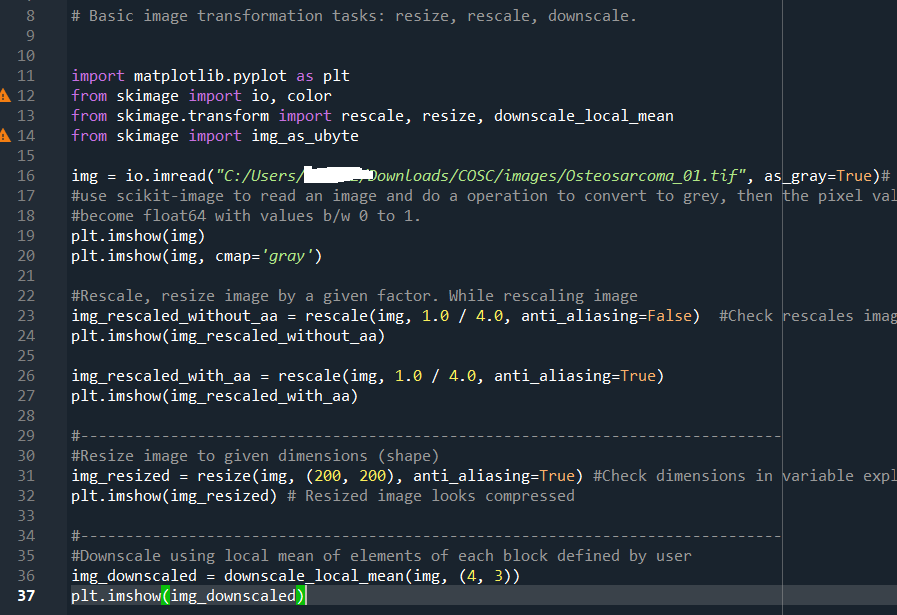 8 # Basic image transformation tasks: resize, rescale, downscale.
9
10
11 import matplotlib.pyplot as plt
12 from skimage import io, color
13 from skimage.transform import rescale, resize, downscale_local_mean
14 from skimage import img_as_ubyte
15
16 img = io.imread("C:/Users/ /Downloads/COSC/images/Osteosarcoma_01.tif", as_gray=True)#
17 #use scikit-image to read an image and do a operation to convert to grey, then the pixel val
18 #become float64 with values b/w 0 to 1.
19 plt.imshow(img)
20 plt.imshow(img, cmap='gray')
21
22 #Rescale, resize image by a given factor. While rescaling image
23 img_rescaled_without_aa = rescale(img, 1.0 / 4.0, anti_aliasing=False) #Check rescales imag
24 plt.imshow(img_rescaled_without_aa)
25
26 img_rescaled_with_aa = rescale(img, 1.0 / 4.0, anti_aliasing=True)
27 plt.imshow(img_rescaled_with_aa)
28
29 #------------------------------------------------------------------------------
30 #Resize image to given dimensions (shape)
31 img_resized = resize(img, (200, 200), anti_aliasing=True) #Check dimensions in variable expl
32 plt.imshow(img_resized) # Resized image looks compressed
33
34 #------------------------------------------------------------------------------
35 #Downscale using local mean of elements of each block defined by user
36 img_downscaled = downscale_local_mean(img, (4, 3))
37 plt.imshow(img_downscaled)